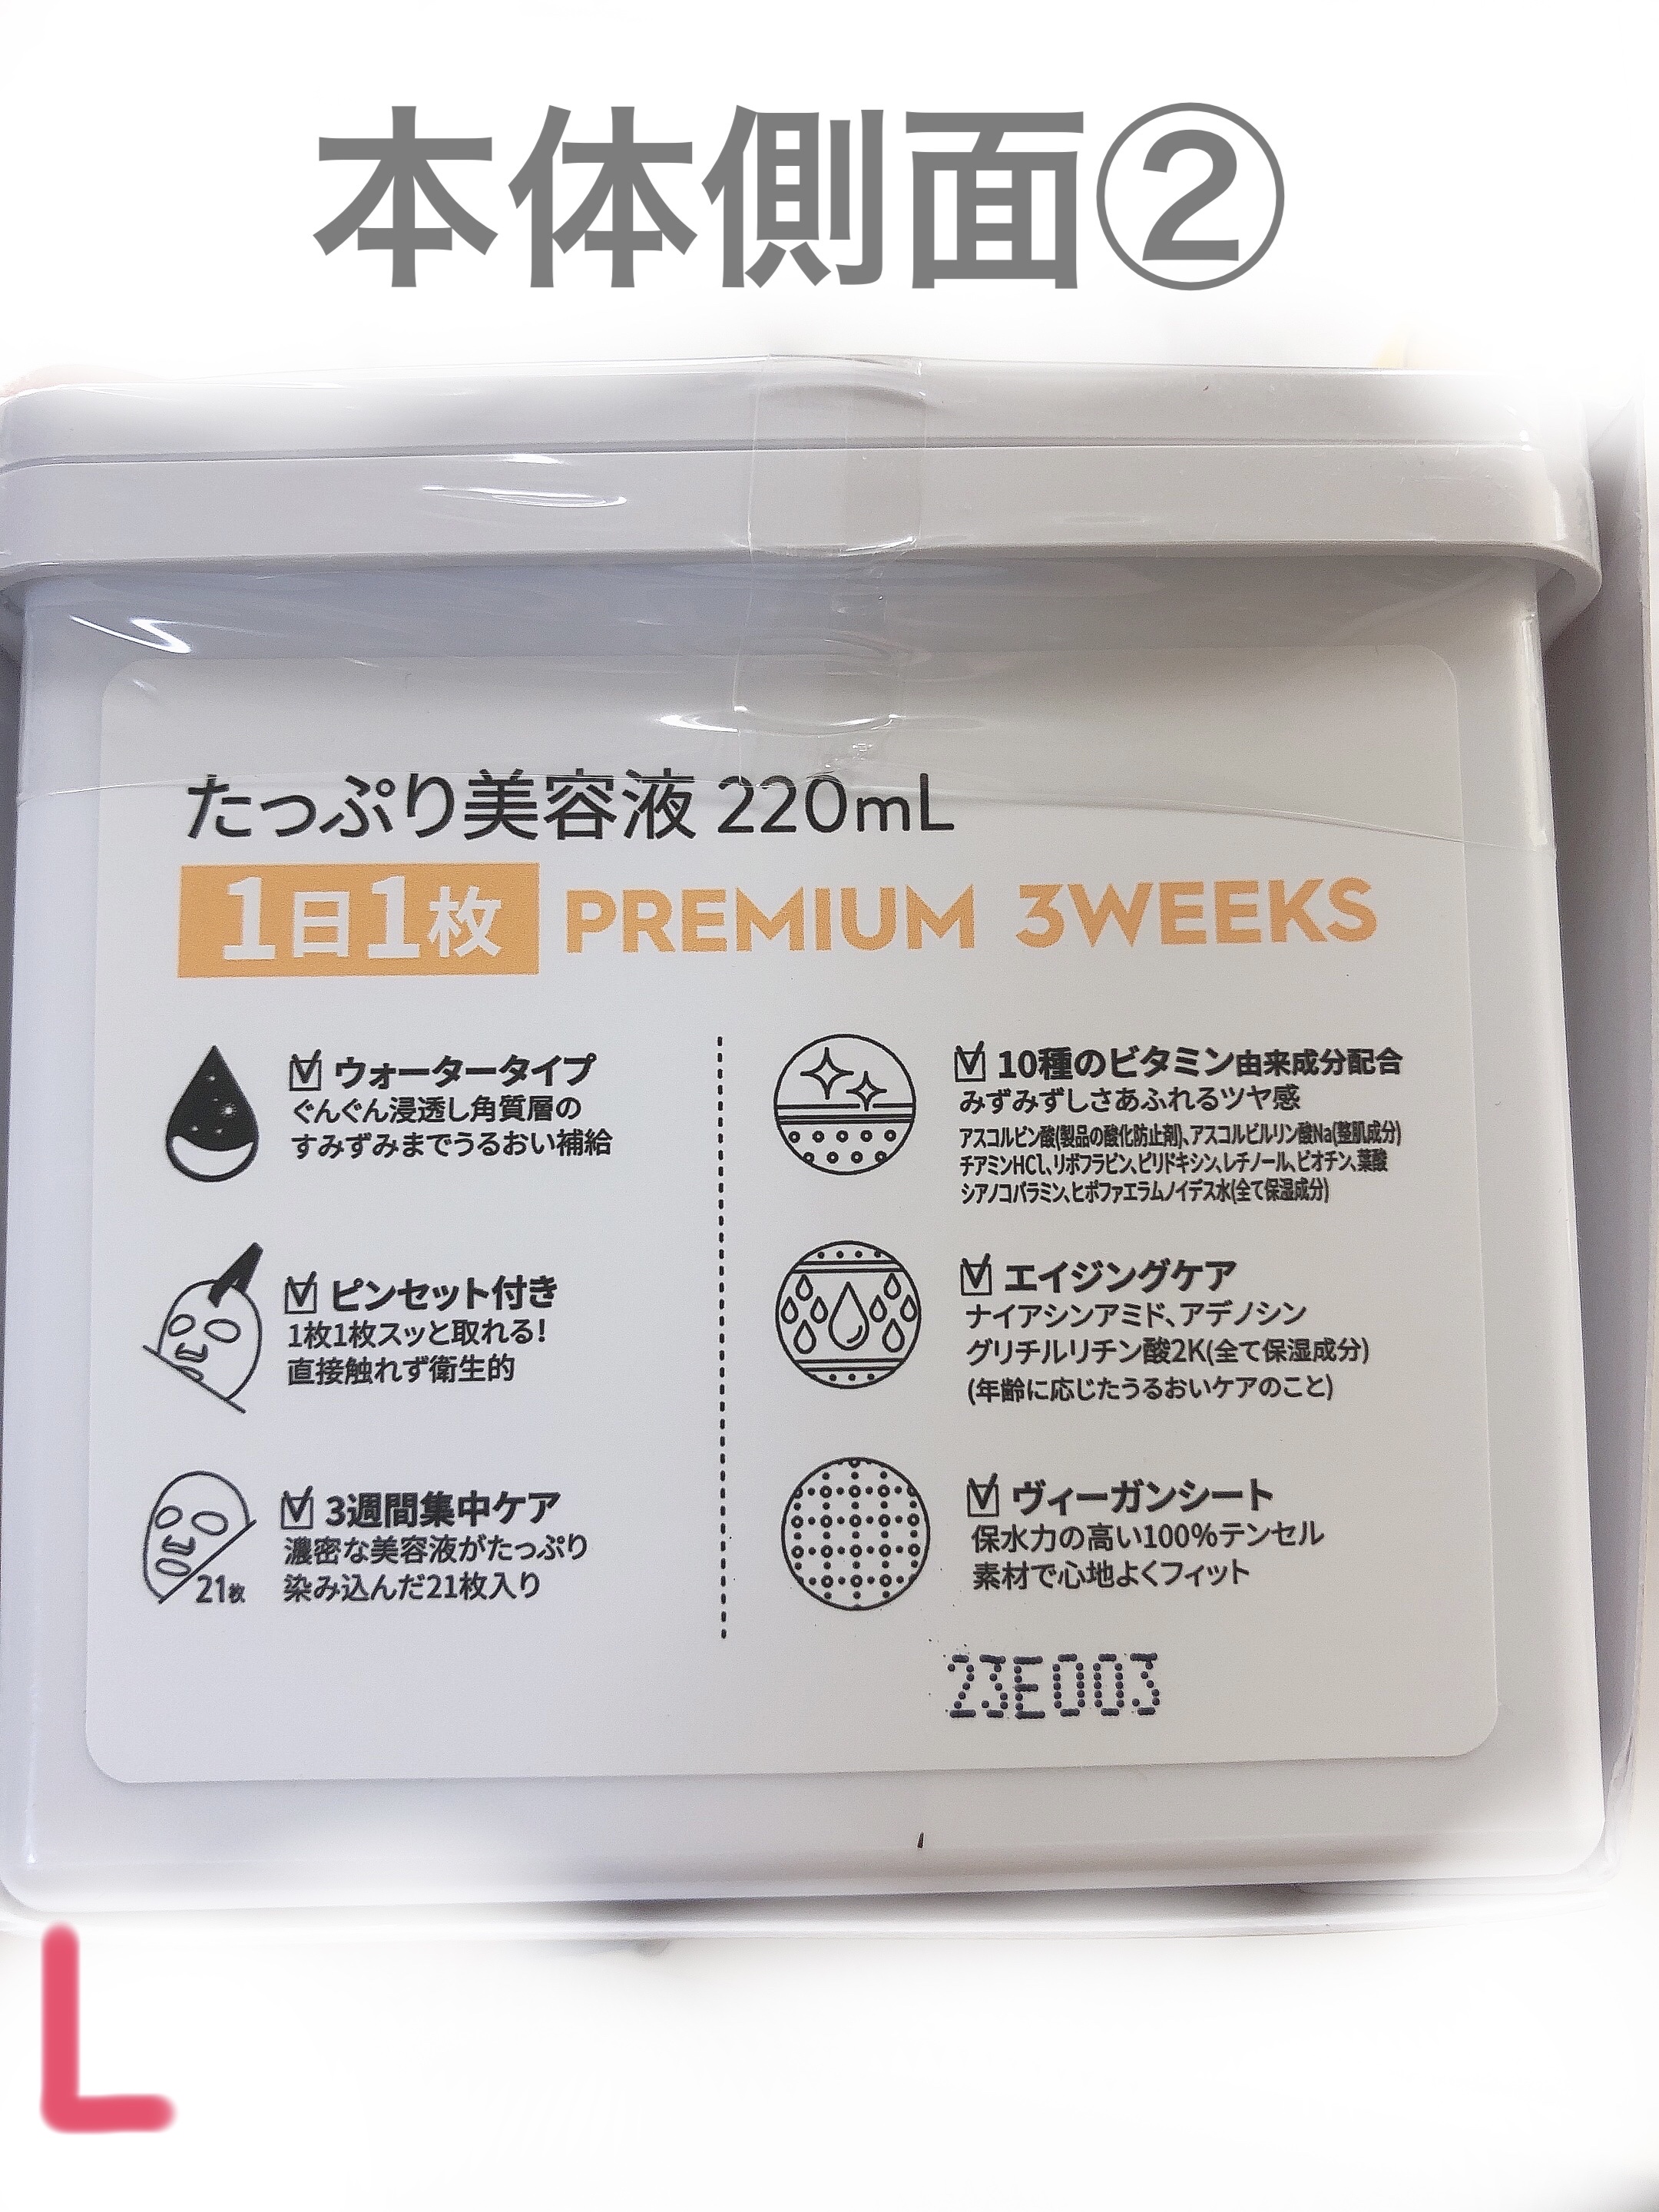 本体側面②
たっぷり美容液 220mL
1日1枚 PREMIUM 3WEEKS
ウォータータイプ
ぐんぐん浸透し角質層の
すみずみまでうるおい補給
ピンセット付き
1枚1枚スッと取れる!
直接触れず衛生的
3週間集中ケア
濃密な美容液がたっぷり
染み込んだ21枚入り
21枚
10種のビタミン由来成分配合
みずみずしさあふれるツヤ感
アスコルビン酸(製品の酸化防止剤)、アスコルビルリン酸Na(整肌成分)
チアミンHCl、リボフラビン、ピリドキシン、レチノール、ビオチン、葉酸
シアノコバラミン、ヒポファエラムノイデス水(全て保湿成分)
エイジングケア
ナイアシンアミド、アデノシン
グリチルリチン酸2K(全て保湿成分)
(年齢に応じたうるおいケアのこと)
ヴィーガンシート
保水力の高い100%テンセル
素材で心地よくフィット
23E003
L